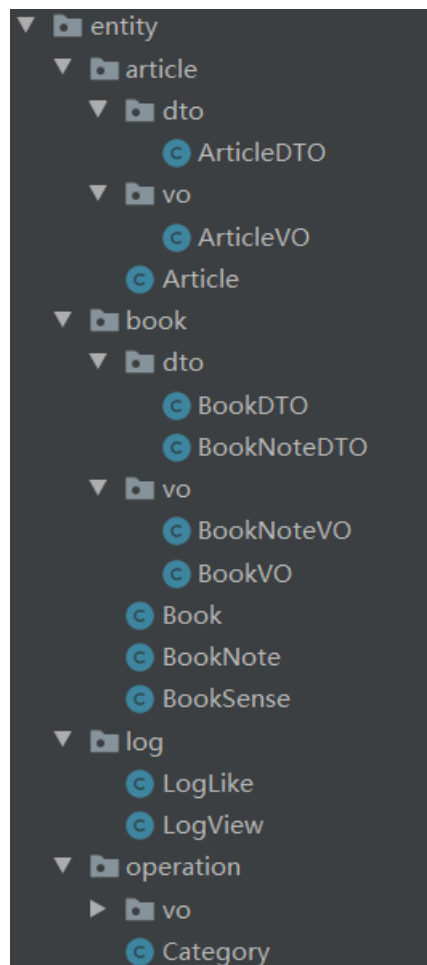 entity
article
dto
C ArticleDTO
vo
C ArticleVO
C Article
book
dto
C BookDTO
C BookNoteDTO
vo
C BookNoteVO
C BookVO
C Book
C BookNote
C BookSense
log
C LogLike
C LogView
operation
vo
C Category